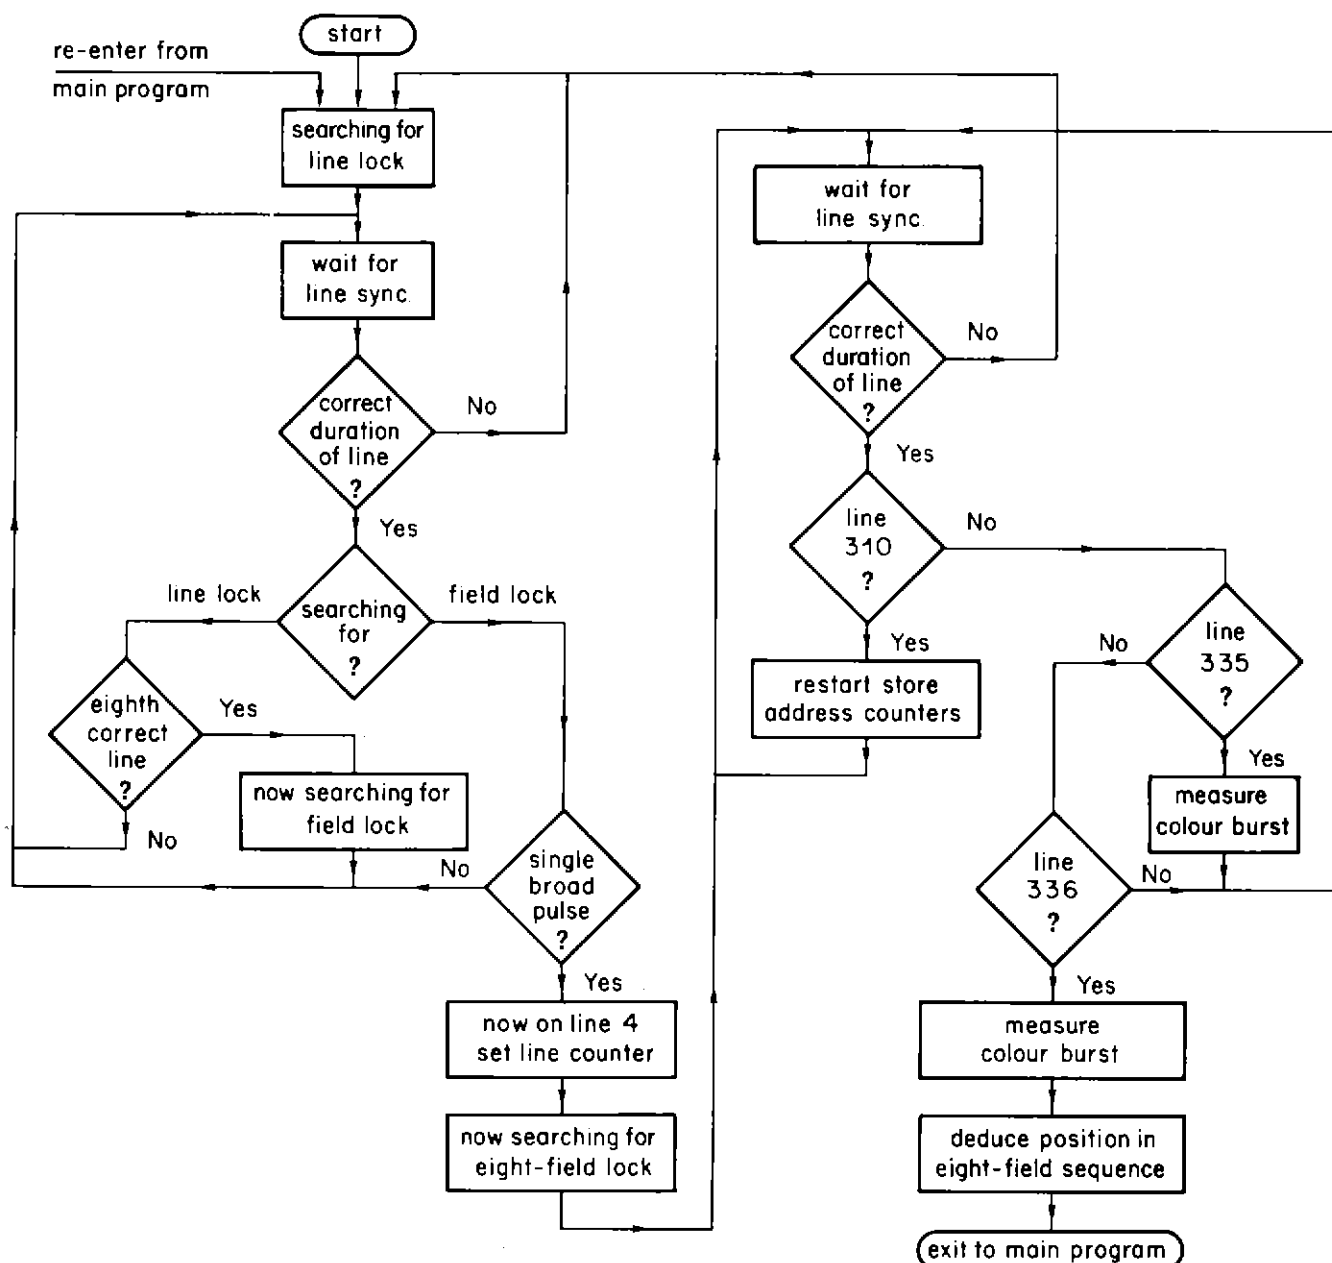 start
re-enter from
main program
searching for
line lock
wait for
line sync.
correct
duration
of line
?
No
Yes
searching
for
?
line lock
field lock
eighth
correct
line
?
Yes
No
now searching for
field lock
single
broad
pulse
?
No
Yes
now on line 4
set line counter
now searching for
eight-field lock
wait for
line sync.
correct
duration
of line
?
No
Yes
line
310
?
No
Yes
restart store
address counters
line
335
?
No
Yes
measure
colour burst
line
336
?
No
Yes
measure
colour burst
deduce position in
eight-field sequence
exit to main program